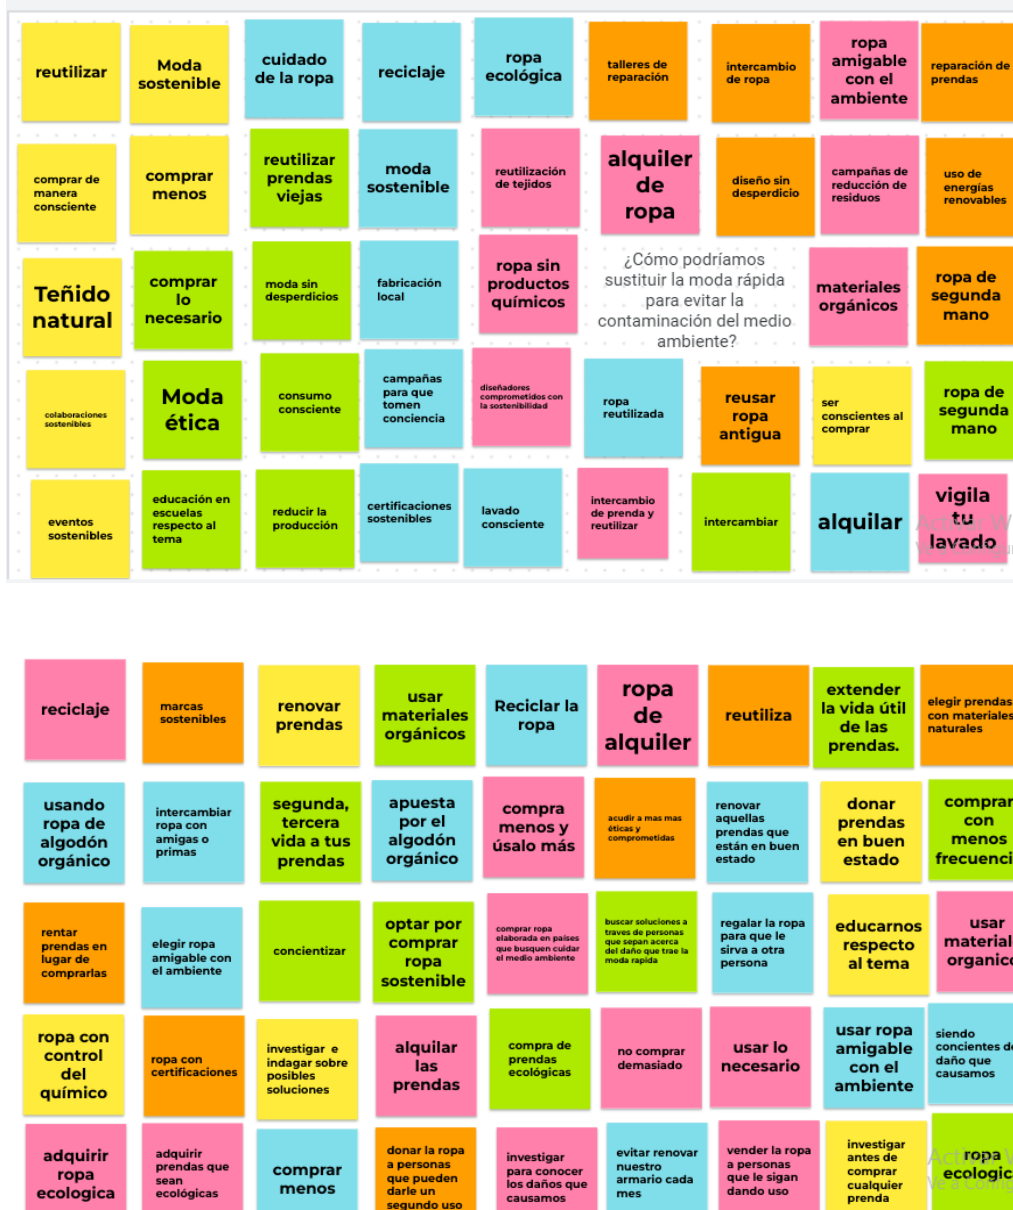 reutilizar
Moda
sostenible
cuidado
de la ropa
reciclaje
ropa
ecológica
talleres de
reparación
intercambio
de ropa
ropa
amigable
con el
ambiente
reparación de
prendas
comprar de
manera
consciente
comprar
menos
reutilizar
prendas
viejas
moda
sostenible
reutilización
de tejidos
alquiler
de
ropa
diseño sin
desperdicio
campañas de
reducción de
residuos
uso de
energías
renovables
Teñido
natural
comprar
lo
necesario
moda sin
desperdicios
fabricación
local
ropa sin
productos
químicos
¿Cómo podríamos
sustituir la moda rápida
para evitar la
contaminación del medio
ambiente?
materiales
orgánicos
ropa de
segunda
mano
colaboraciones
sostenibles
Moda
ética
consumo
consciente
campañas
para que
tomen
conciencia
diseñadores
comprometidos con
la sostenibilidad
ropa
reutilizada
reusar
ropa
antigua
ser
conscientes al
comprar
ropa de
segunda
mano
eventos
sostenibles
educación en
escuelas
respecto al
tema
reducir la
producción
certificaciones
sostenibles
lavado
consciente
intercambio
de prenda y
reutilizar
intercambiar
alquilar
vigila
tu
lavado
reciclaje
marcas
sostenibles
renovar
prendas
usar
materiales
orgánicos
Reciclar la
ropa
ropa
de
alquiler
reutiliza
extender
la vida útil
de las
prendas.
elegir prendas
con materiales
naturales
usando
ropa de
algodón
orgánico
intercambiar
ropa con
amigas o
primas
segunda,
tercera
vida a tus
prendas
apuesta
por el
algodón
orgánico
compra
menos y
úsalo más
acudir a mas mas
éticas y
comprometidas
renovar
aquellas
prendas que
están en buen
estado
donar
prendas
en buen
estado
comprar
con
menos
frecuenci
rentar
prendas en
lugar de
comprarlas
elegir ropa
amigable con
el ambiente
concientizar
optar por
comprar
ropa
sostenible
comprar ropa
elaborada en países
que busquen cuidar
el medio ambiente
buscar soluciones a
traves de personas
que sepan acerca
del daño que trae la
moda rapida
regalar la ropa
para que le
sirva a otra
persona
educarnos
respecto
al tema
usar
material
organico
ropa con
control
del
químico
ropa con
certificaciones
investigar e
indagar sobre
posibles
soluciones
alquilar
las
prendas
compra de
prendas
ecológicas
no comprar
demasiado
usar lo
necesario
usar ropa
amigable
con el
ambiente
siendo
concientes de
daño que
causamos
adquirir
ropa
ecologica
adquirir
prendas que
sean
ecológicas
comprar
menos
donar la ropa
a personas
que pueden
darle un
segundo uso
investigar
para conocer
los daños que
causamos
evitar renovar
nuestro
armario cada
mes
vender la ropa
a personas
que le sigan
dando uso
investigar
antes de
comprar
cualquier
prenda
ropa
ecologic